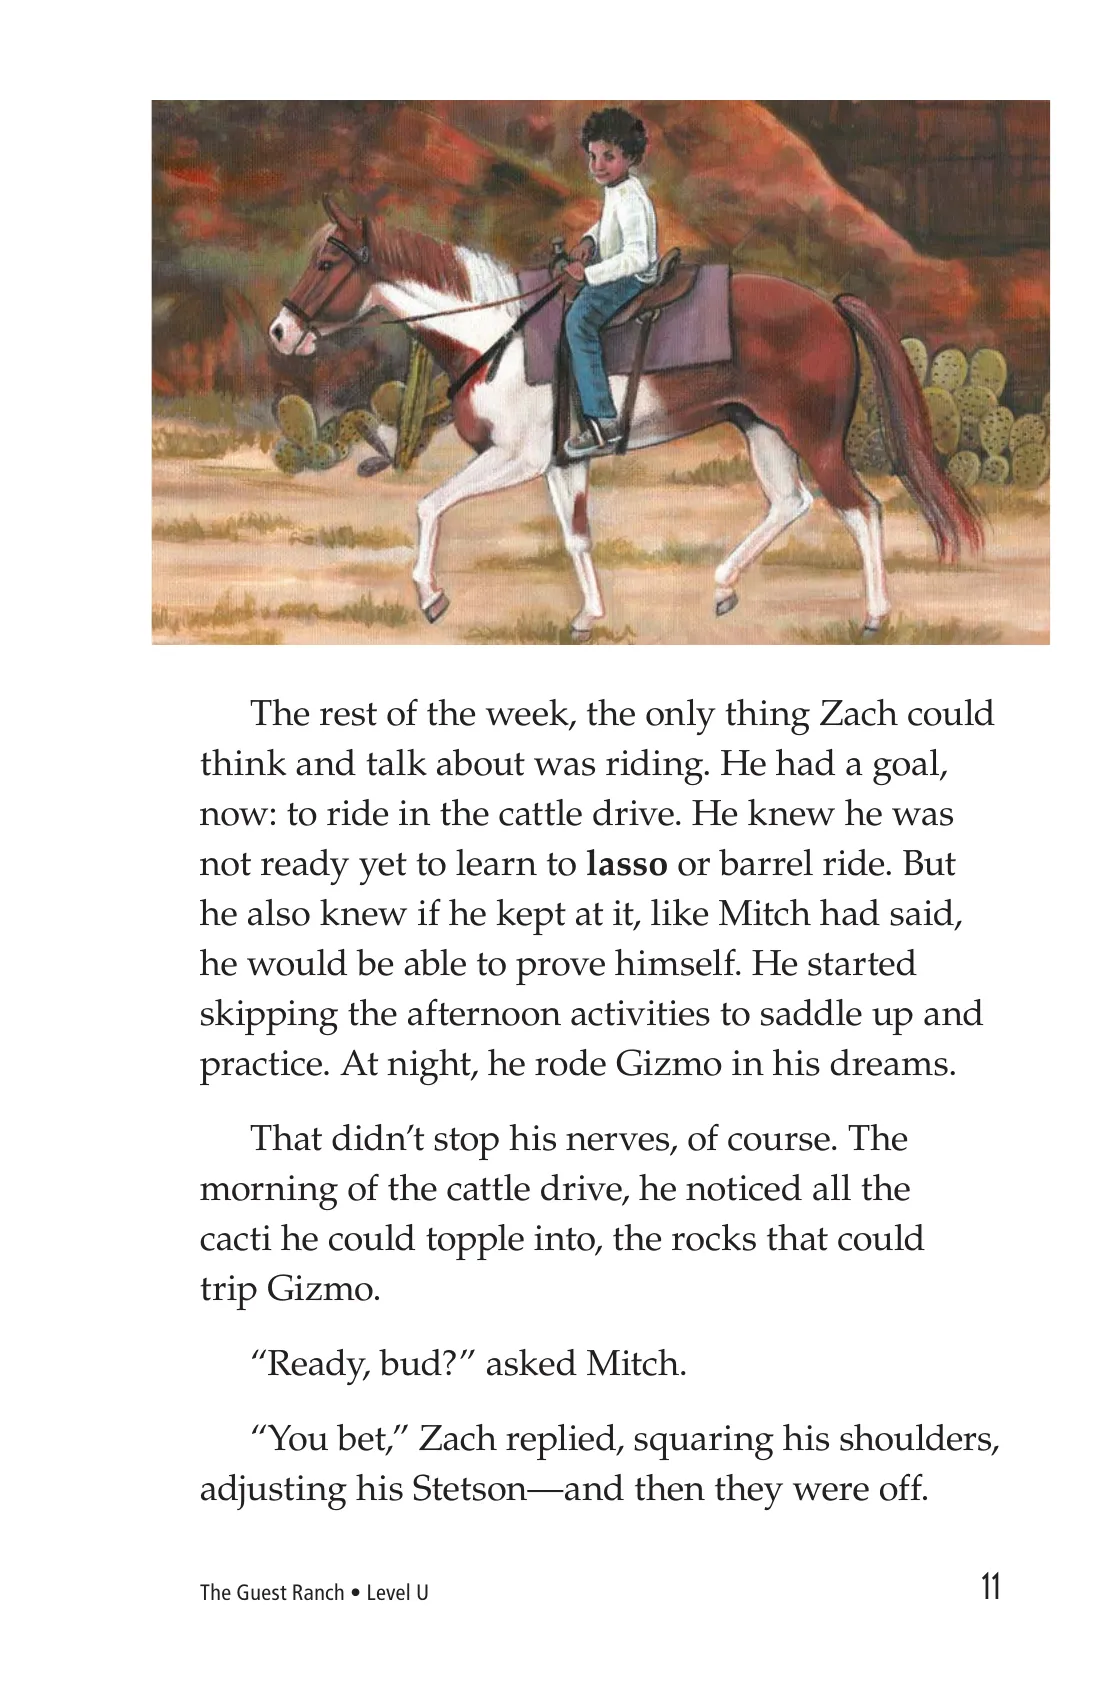 The rest of the week, the only thing Zach could
think and talk about was riding. He had a goal,
now: to ride in the cattle drive. He knew he was
not ready yet to learn to lasso or barrel ride. But
he also knew if he kept at it, like Mitch had said,
he would be able to prove himself. He started
skipping the afternoon activities to saddle up and
practice. At night, he rode Gizmo in his dreams.
That didn’t stop his nerves, of course. The
morning of the cattle drive, he noticed all the
cacti he could topple into, the rocks that could
trip Gizmo.
“Ready, bud?” asked Mitch.
“You bet,” Zach replied, squaring his shoulders,
adjusting his Stetson—and then they were off.
The Guest Ranch • Level U 11